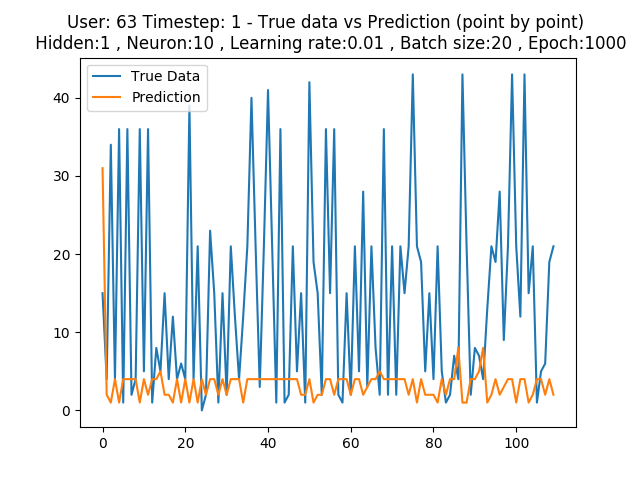 User: 63 Timestep: 1 - True data vs Prediction (point by point)
Hidden:1 , Neuron:10 , Learning rate:0.01 , Batch size:20 , Epoch:1000
True Data
Prediction
40
30
20
10
0
0 20 40 60 80 100